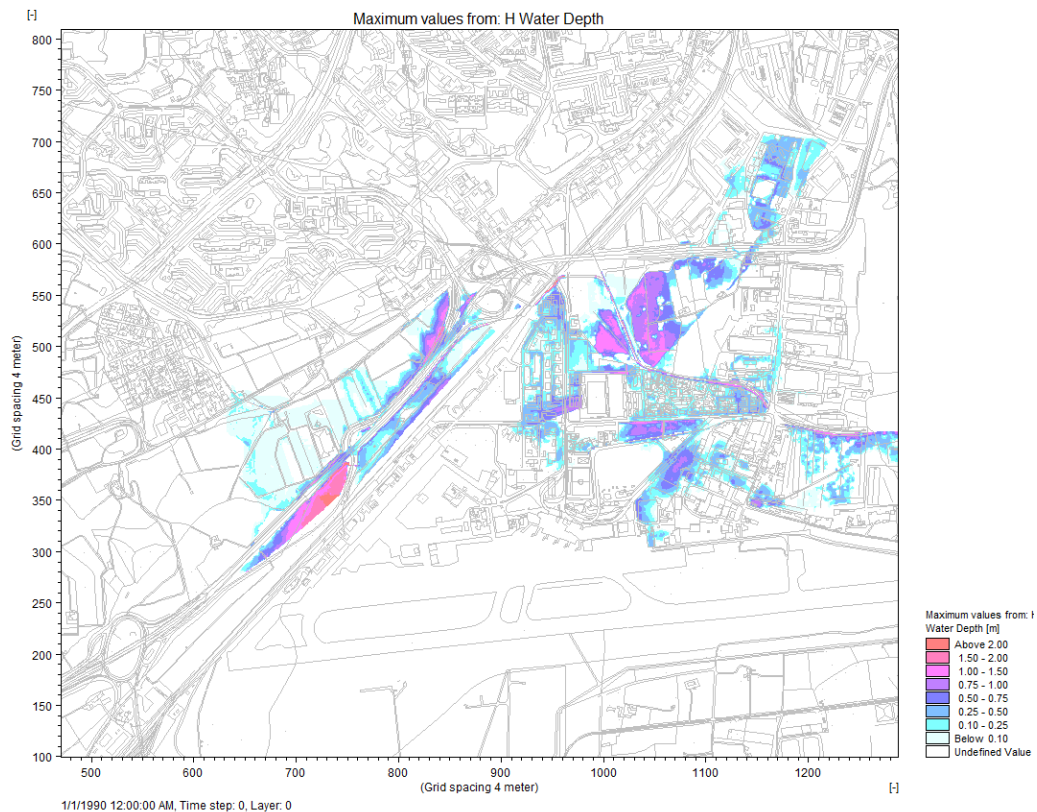 [-]
Maximum values from: H Water Depth
800
750
700
650
600
550
500
450
400
350
300
250
200
150
100
(Grid spacing 4 meter)
500 600 700 800 900 1000 1100 1200
(Grid spacing 4 meter) [-]
1/1/1990 12:00:00 AM, Time step: 0, Layer: 0
Maximum values from: H
Water Depth [m]
Above 2.00
1.50 - 2.00
1.00 - 1.50
0.75 - 1.00
0.50 - 0.75
0.25 - 0.50
0.10 - 0.25
Below 0.10
Undefined Value